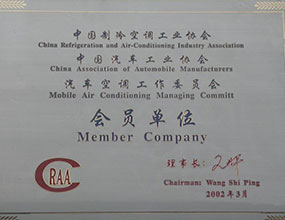 中国制冷空调工业协会
China Refrigeration and Air-Conditioning Industry Association
中国汽车工业协会
China Association of Automobile Manufacturers
汽车空调工作委员会
Mobile Air Conditioning Managing Committ
会员单位
Member Company
CRAA
理事长:
Chairman: Wang Shi Ping
2002年3月